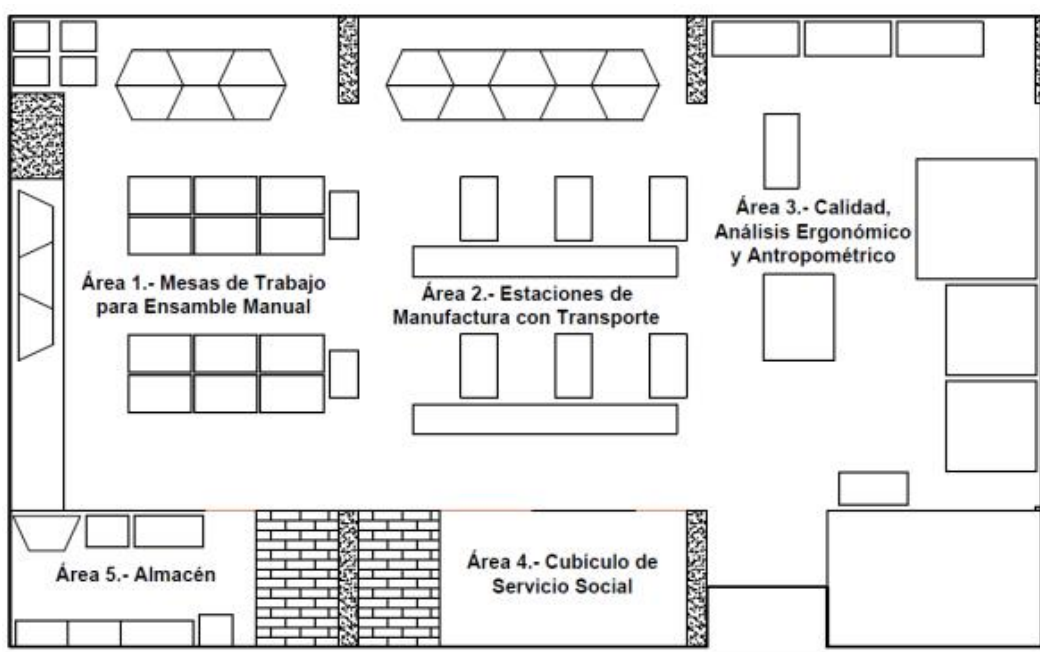 Área 3.- Calidad,
Análisis Ergonómico
y Antropométrico
Área 1.- Mesas de Trabajo
para Ensamble Manual
Área 2.- Estaciones de
Manufactura con Transporte
Área 4.- Cubículo de
Servicio Social
Área 5.- Almacén